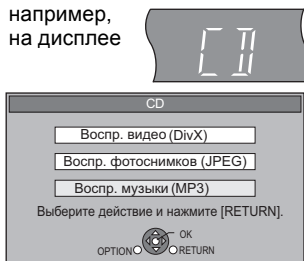 например,
на дисплее
CD
CD
Воспр. видео (DivX)
Воспр. фотоснимков (JPEG)
Воспр. музыки (MP3)
Выберите действие и нажмите [RETURN].
OK
OPTION RETURN